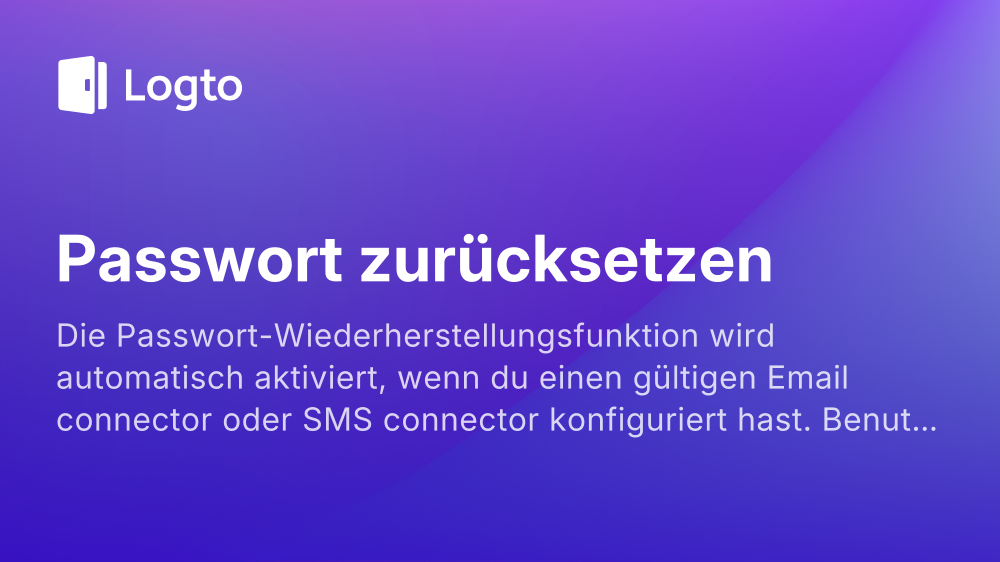 Logto
Passwort zurücksetzen
Die Passwort-Wiederherstellungsfunktion wird
automatisch aktiviert, wenn du einen gültigen Email
connector oder SMS connector konfiguriert hast. Benut...